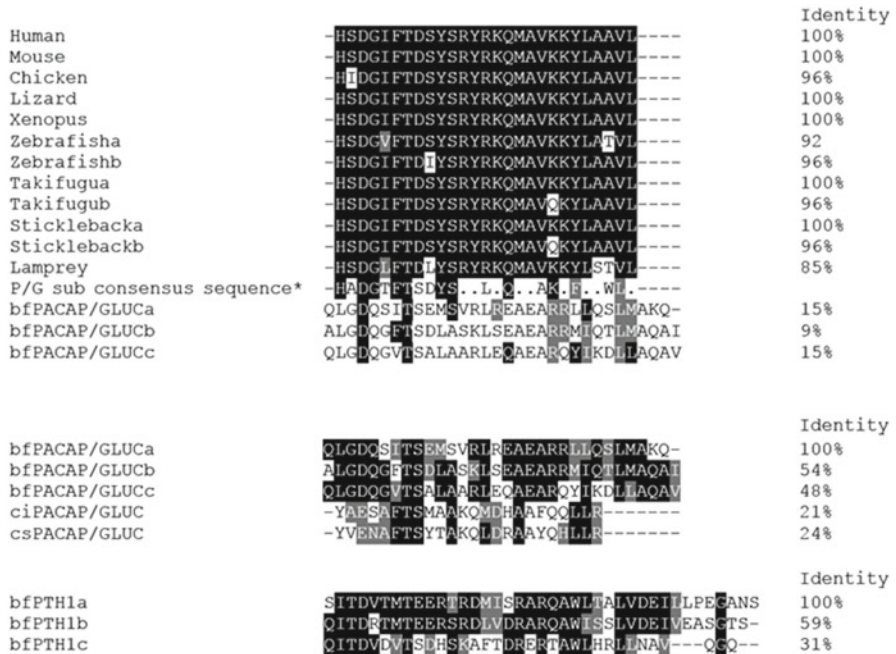 Identity
Human -HSDGIFTDSYSRYRKQMAVKKYLAAVL---- 100%
Mouse -HSDGIFTDSYSRYRKQMAVKKYLAAVL---- 100%
Chicken -HIDGIFTDSYSRYRKQMAVKKYLAAVL---- 96%
Lizard -HSDGIFTDSYSRYRKQMAVKKYLAAVL---- 100%
Xenopus -HSDGIFTDSYSRYRKQMAVKKYLAAVL---- 100%
Zebrafisha -HSDGVFTDSYSRYRKQMAVKKYLATVL---- 92
Zebrafishb -HSDGIFTDIYSRYRKQMAVKKYLAAVL---- 96%
Takifugua -HSDGIFTDSYSRYRKQMAVKKYLAAVL---- 100%
Takifugub -HSDGIFTDSYSRYRKQMAVQKYLAAVL---- 96%
Sticklebacka -HSDGIFTDSYSRYRKQMAVKKYLAAVL---- 100%
Sticklebackb -HSDGIFTDSYSRYRKQMAVQKYLAAVL---- 96%
Lamprey -HSDGLFTDLYSRYRKQMAVKKYLSTVL---- 85%
P/G sub consensus sequence* -HADGTFTSDYS..L.Q..AK.F..WL.
bfPACAP/GLUCa QLGDQSITSEMSVRLREAEARRLLQSLMAKQ- 15%
bfPACAP/GLUCb ALGDQGFTSDLASKLSEAEARRMIQTLMAQAI 9%
bfPACAP/GLUCc QLGDQGVTSALAARLEQAEARQYIKDLLAQAV 15%
Identity
bfPACAP/GLUCa QLGDQSITSEMSVRLREAEARRLLQSLMAKQ- 100%
bfPACAP/GLUCb ALGDQGFTSDLASKLSEAEARRMIQTLMAQAI 54%
bfPACAP/GLUCc QLGDQGVTSALAARLEQAEARQYIKDLLAQAV 48%
ciPACAP/GLUC -YAESAFTSMAAKQMDHAAFQQLLR------- 21%
csPACAP/GLUC -YVENAFTSYTAKQLDRAAYQHLLR------- 24%
Identity
bfPTH1a SITDVTMTEERTRDMISRARQAWLTALVDEILLPEGANS 100%
bfPTH1b QITDRTMTEERSRDLVDRARQAWISSLVDEIVEASGTS- 59%
bfPTH1c QITDVDVTSDHSKAFTDRERTAWLHRLLNAV---QGQ-- 31%